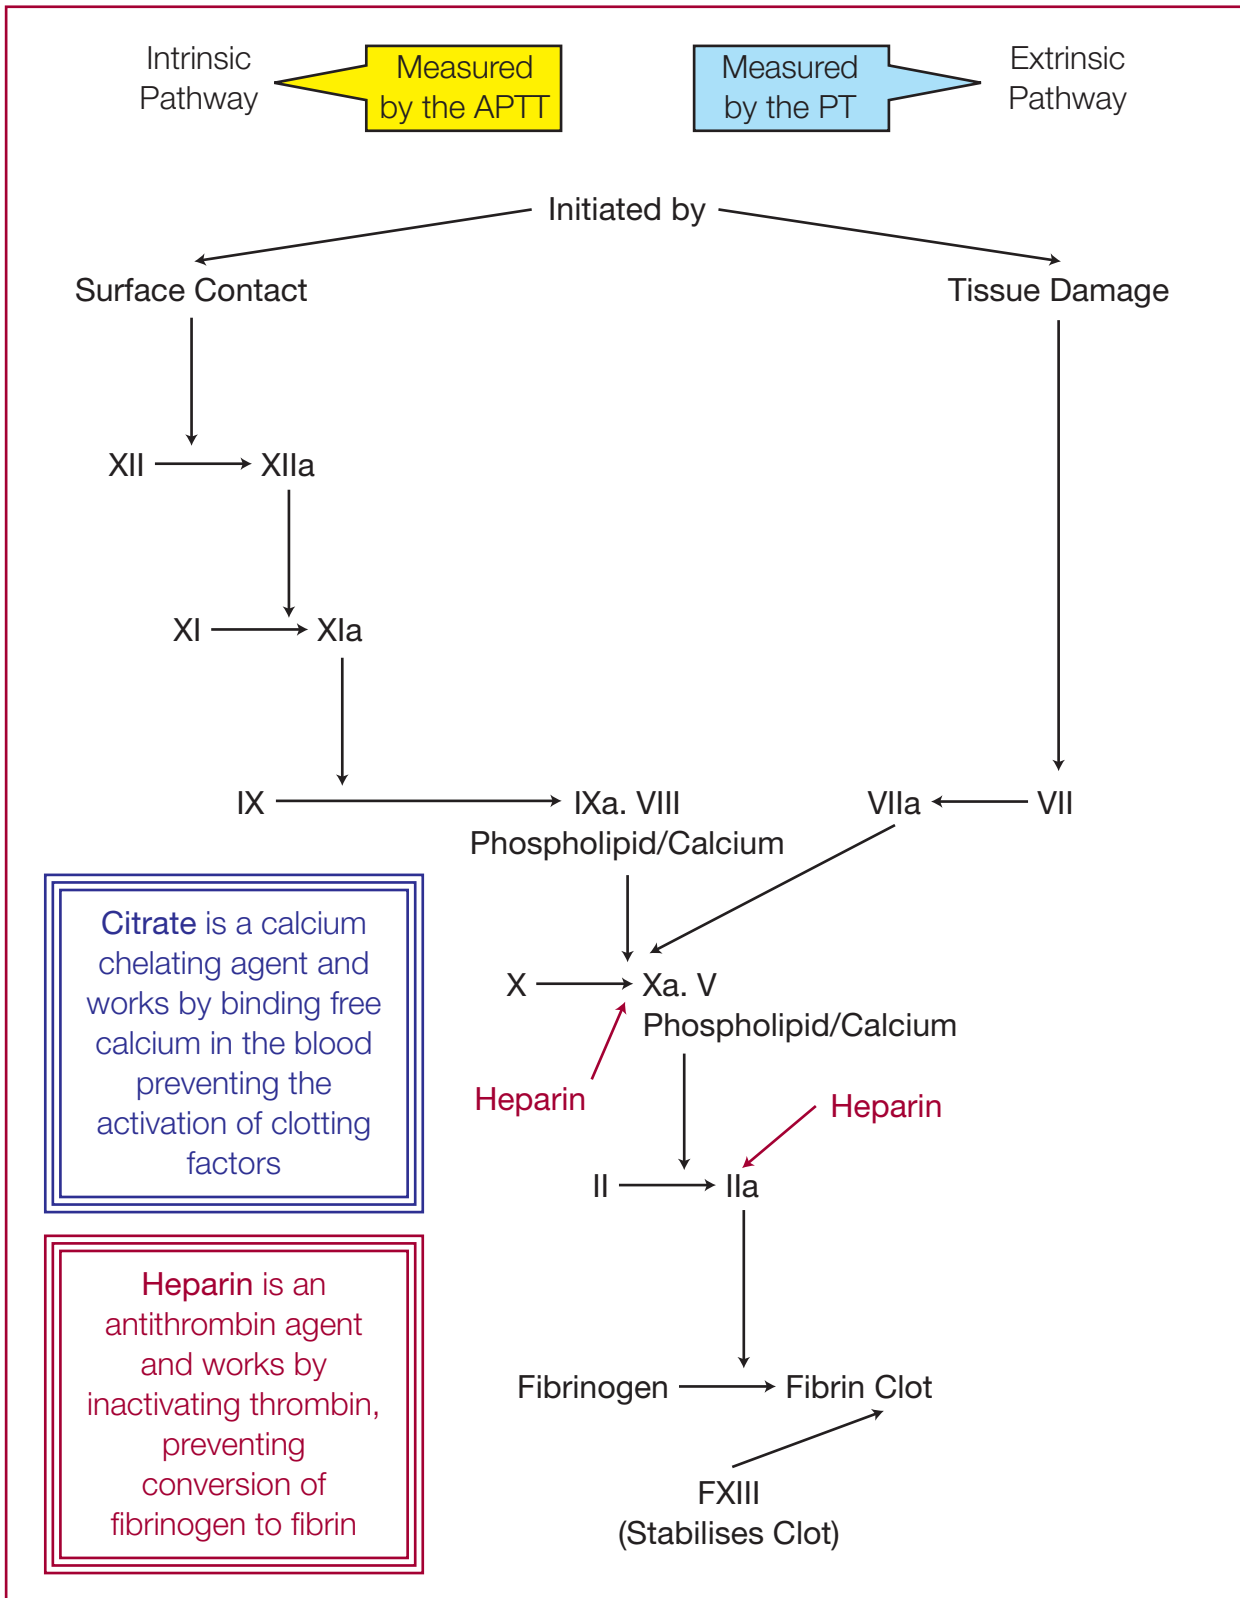 Intrinsic
Pathway
Measured
by the APTT
Measured
by the PT
Extrinsic
Pathway
Initiated by
Surface Contact
Tissue Damage
XII
XIIa
XI
XIa
IX
IXa. VIII
Phospholipid/Calcium
VIIa
VII
Citrate is a calcium
chelating agent and
works by binding free
calcium in the blood
preventing the
activation of clotting
factors
X
Xa. V
Phospholipid/Calcium
Heparin
Heparin
II
IIa
Heparin is an
antithrombin agent
and works by
inactivating thrombin,
preventing
conversion of
fibrinogen to fibrin
Fibrinogen
Fibrin Clot
FXIII
(Stabilises Clot)